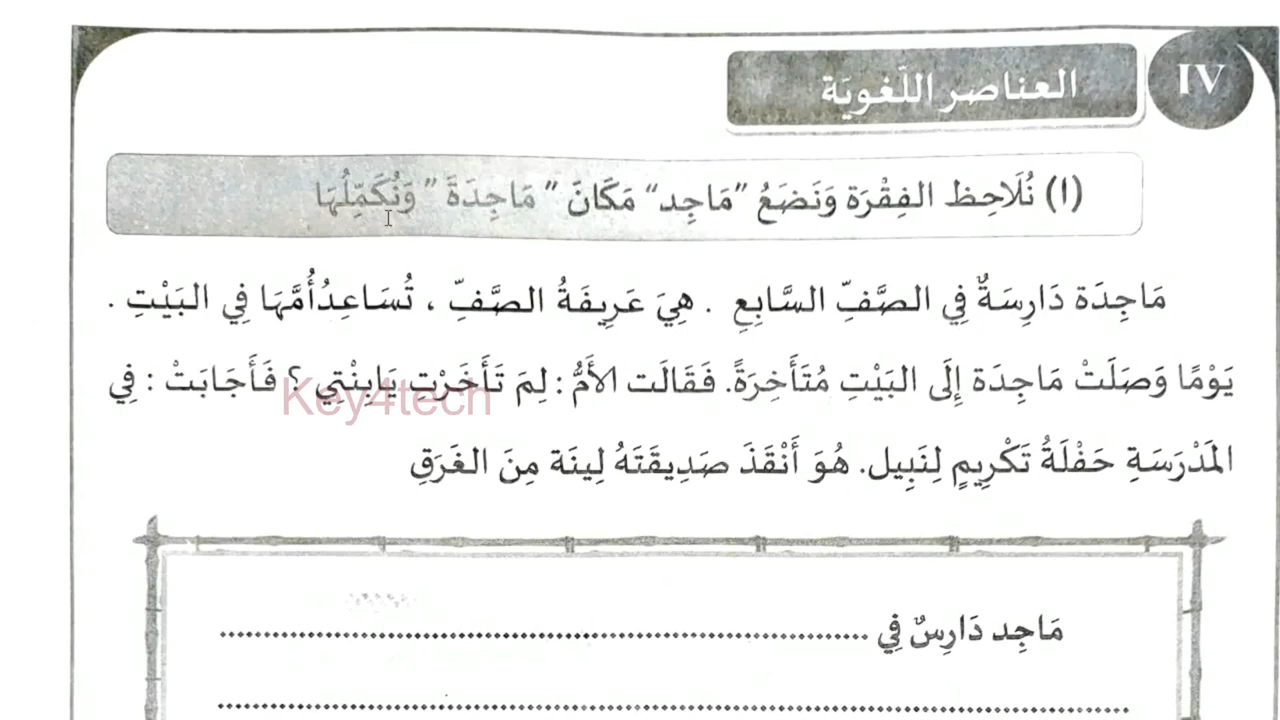 IV
العناصر اللّغويّة
(١) نُلَاحِظ الفِقْرَة وَنَضَعُ "مَاجِد" مَكَانَ " مَاجِدَةَ " وَنُكَمِّلُهَا
مَاجِدَة دَارِسَةٌ فِي الصَّفِّ السَّابِعِ . هِيَ عَرِيفَةُ الصَّفِّ ، تُسَاعِدُأُمَّهَا فِي البَيْتِ .
يَوْمًا وَصَلَتْ مَاجِدَة إِلَى البَيْتِ مُتَأَخِرَةً. فَقَالَت الأُمُّ : لِمَ تَأَخَرْتِ يَابِنْتِي ؟ فَأَجَابَتْ : فِي
المَدْرَسَةِ حَفْلَةُ تَكْرِيمٍ لِنَبِيل. هُوَ أَنْقَذَ صَدِيقَتَهُ لِينَة مِنَ الغَرَقِ
Key4tech
مَاجِد دَارِسٌ فِي ........................................
........................................